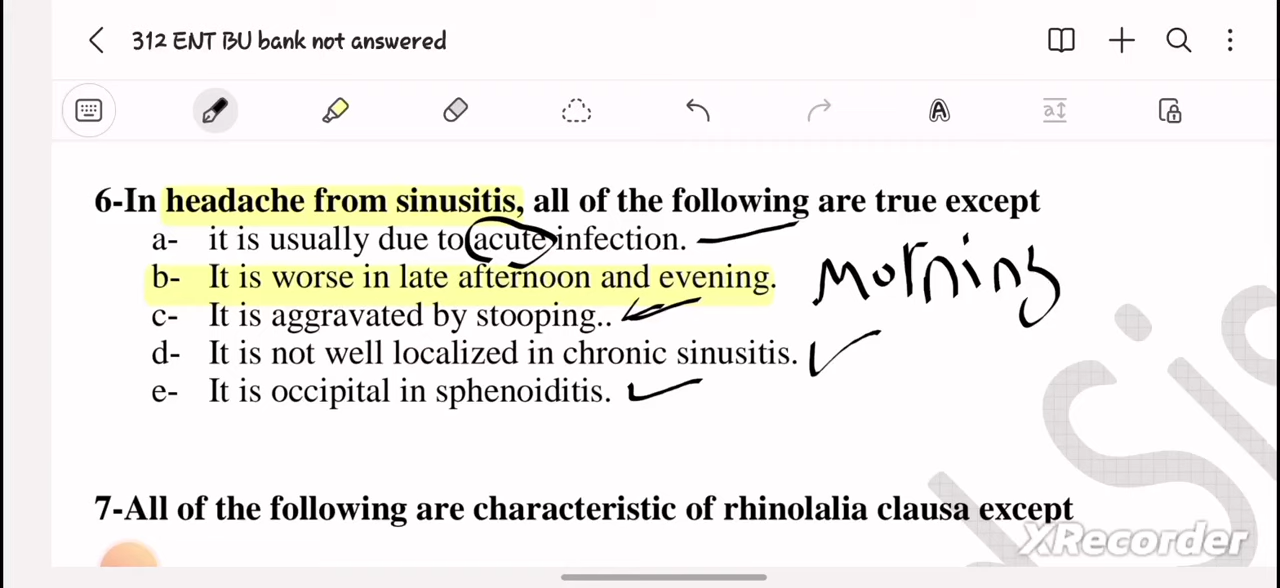 312 ENT BU bank not answered
6-In headache from sinusitis, all of the following are true except
a- it is usually due to acute infection.
b- It is worse in late afternoon and evening.
Morning
c- It is aggravated by stooping..
d- It is not well localized in chronic sinusitis.
e- It is occipital in sphenoiditis.
7-All of the following are characteristic of rhinolalia clausa except
XRecorder